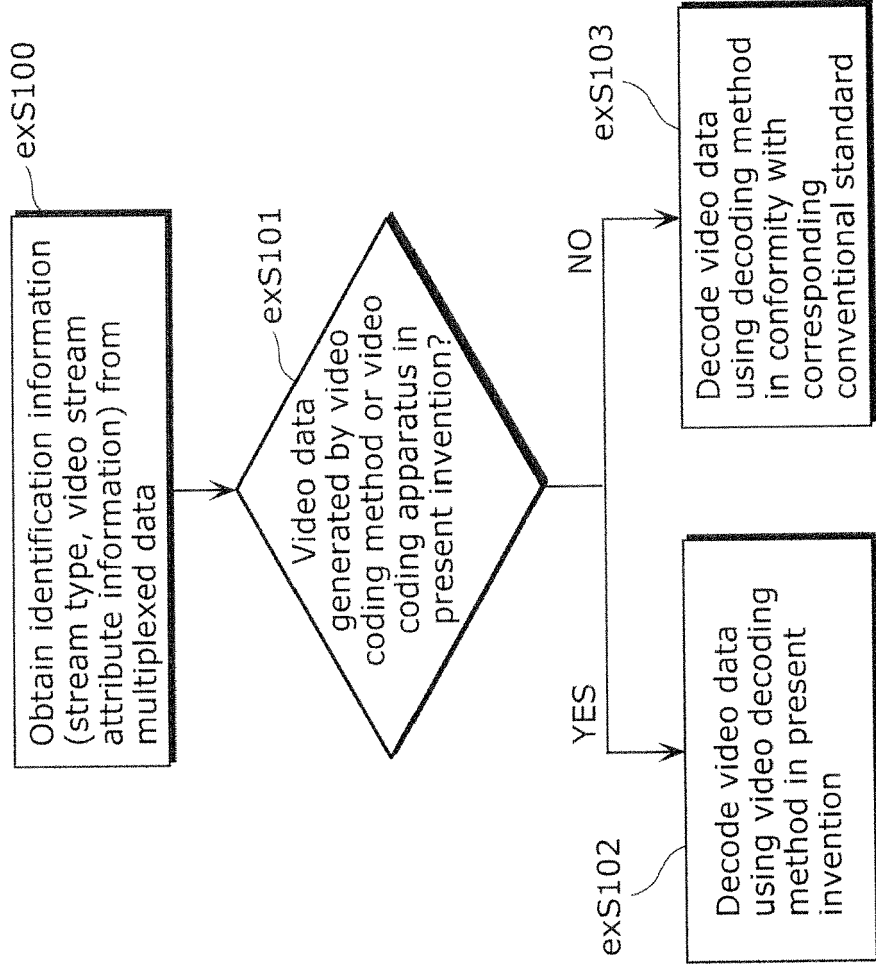 exS100
Obtain identification information
(stream type, video stream
attribute information) from
multiplexed data
exS101
Video data
generated by video
coding method or video
coding apparatus in
present invention?
YES
NO
exS102
Decode video data
using video decoding
method in present
invention
exS103
Decode video data
using decoding method
in conformity with
corresponding
conventional standard